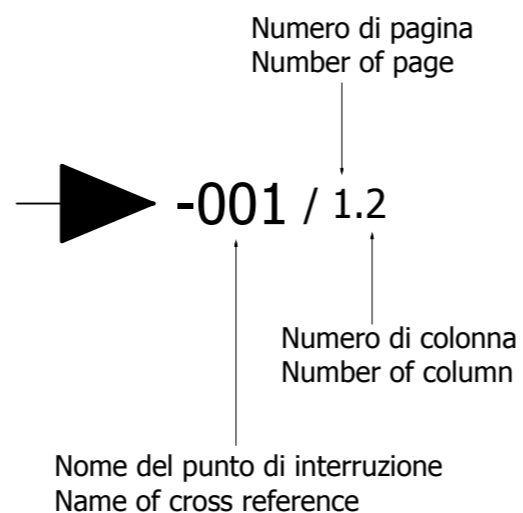 Numero di pagina
Number of page
-001 / 1.2
Numero di colonna
Number of column
Nome del punto di interruzione
Name of cross reference